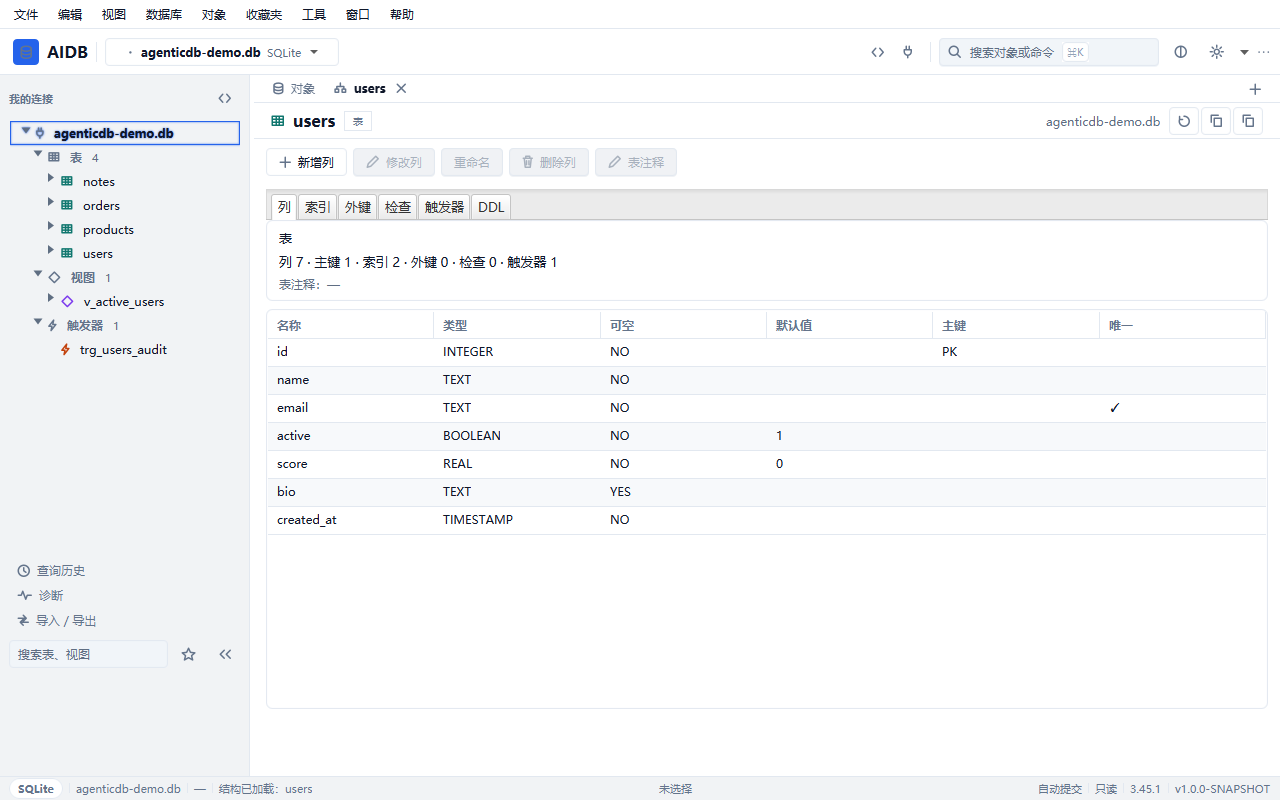 文件 编辑 视图 数据库 对象 收藏夹 工具 窗口 帮助
AIDB · agenticdb-demo.db SQLite 搜索对象或命令 ⌘K
我的连接
agenticdb-demo.db
表 4
notes
orders
products
users
视图 1
v_active_users
触发器 1
trg_users_audit
查询历史
诊断
导入 / 导出
搜索表、视图
对象 users
users 表 agenticdb-demo.db
新增列 修改列 重命名 删除列 表注释
列 索引 外键 检查 触发器 DDL
表
列 7 · 主键 1 · 索引 2 · 外键 0 · 检查 0 · 触发器 1
表注释：—
名称 类型 可空 默认值 主键 唯一
id INTEGER NO PK
name TEXT NO
email TEXT NO ✓
active BOOLEAN NO 1
score REAL NO 0
bio TEXT YES
created_at TIMESTAMP NO
SQLite agenticdb-demo.db — 结构已加载：users 未选择 自动提交 只读 3.45.1 v1.0.0-SNAPSHOT